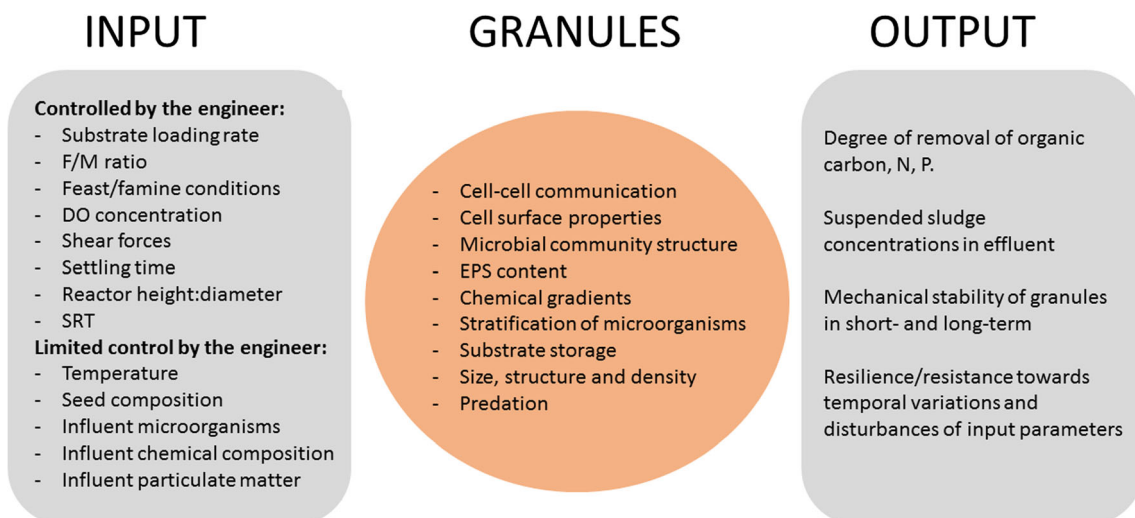 INPUT
Controlled by the engineer:
- Substrate loading rate
- F/M ratio
- Feast/famine conditions
- DO concentration
- Shear forces
- Settling time
- Reactor height:diameter
- SRT
Limited control by the engineer:
- Temperature
- Seed composition
- Influent microorganisms
- Influent chemical composition
- Influent particulate matter
GRANULES
- Cell-cell communication
- Cell surface properties
- Microbial community structure
- EPS content
- Chemical gradients
- Stratification of microorganisms
- Substrate storage
- Size, structure and density
- Predation
OUTPUT
Degree of removal of organic
carbon, N, P.
Suspended sludge
concentrations in effluent
Mechanical stability of granules
in short- and long-term
Resilience/resistance towards
temporal variations and
disturbances of input parameters